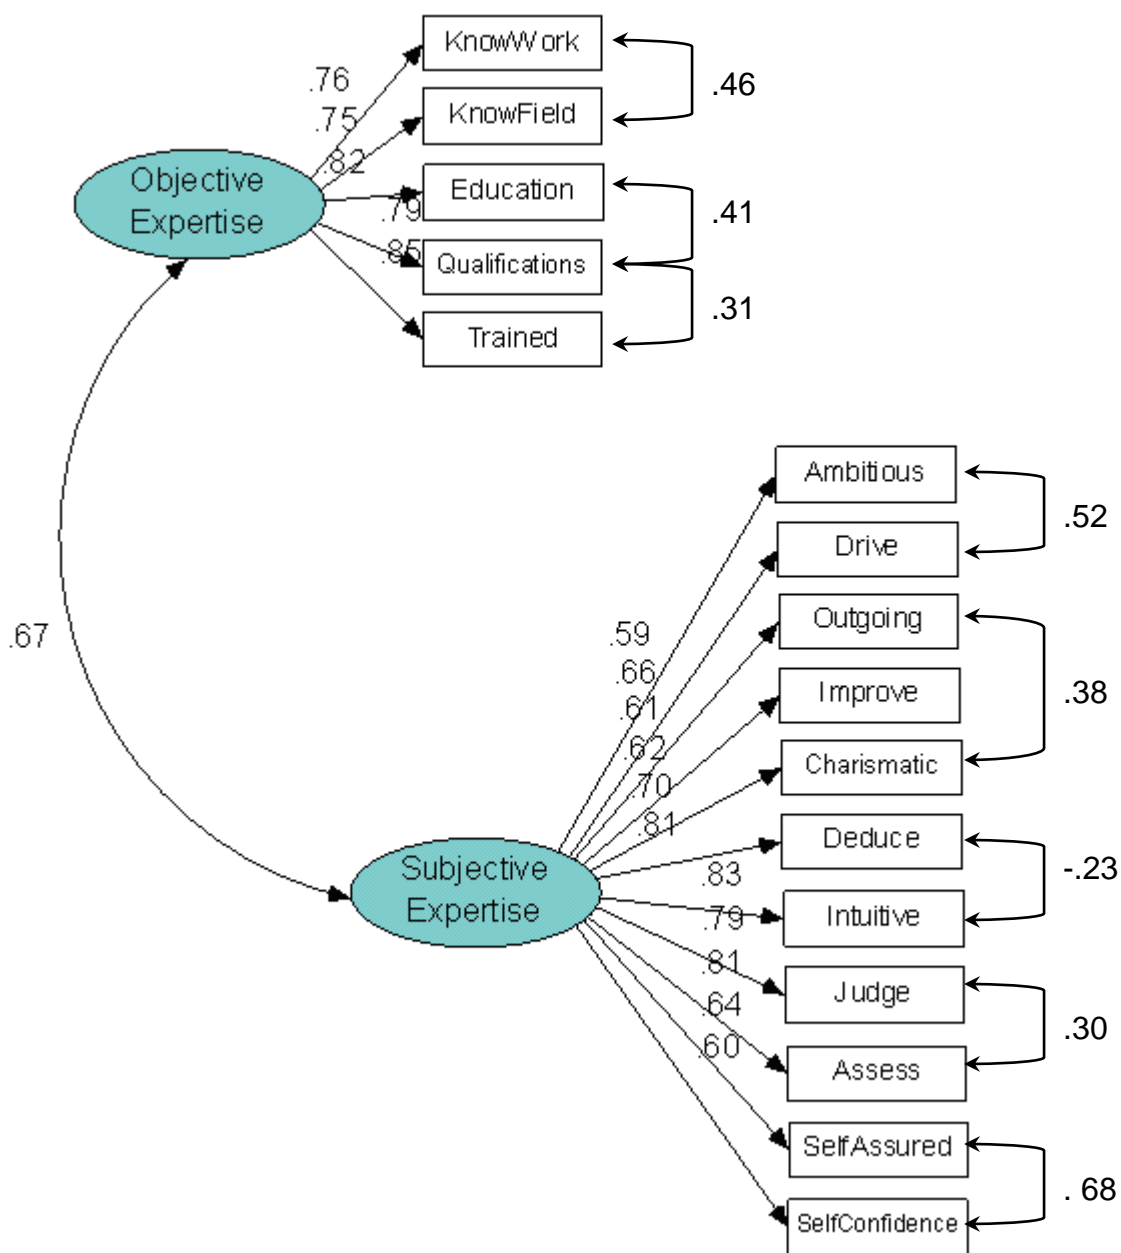 KnowWork
.76
.46
.75
KnowField
.82
Objective
Expertise
Education
.79
.41
.85
Qualifications
.31
Trained
Ambitious
.52
Drive
Outgoing
.59
.67
.66
Improve
.38
.61
.62
Charismatic
.70
.81
Deduce
Subjective
Expertise
.83
-.23
.79
Intuitive
.81
Judge
.64
.30
.60
Assess
SelfAssured
. 68
SelfConfidence